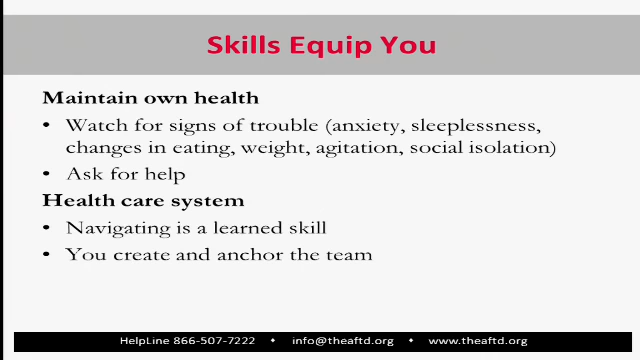 Skills Equip You
Maintain own health
• Watch for signs of trouble (anxiety, sleeplessness,
changes in eating, weight, agitation, social isolation)
• Ask for help
Health care system
• Navigating is a learned skill
• You create and anchor the team
HelpLine 866-507-7222 • info@theaftd.org • www.theaftd.org